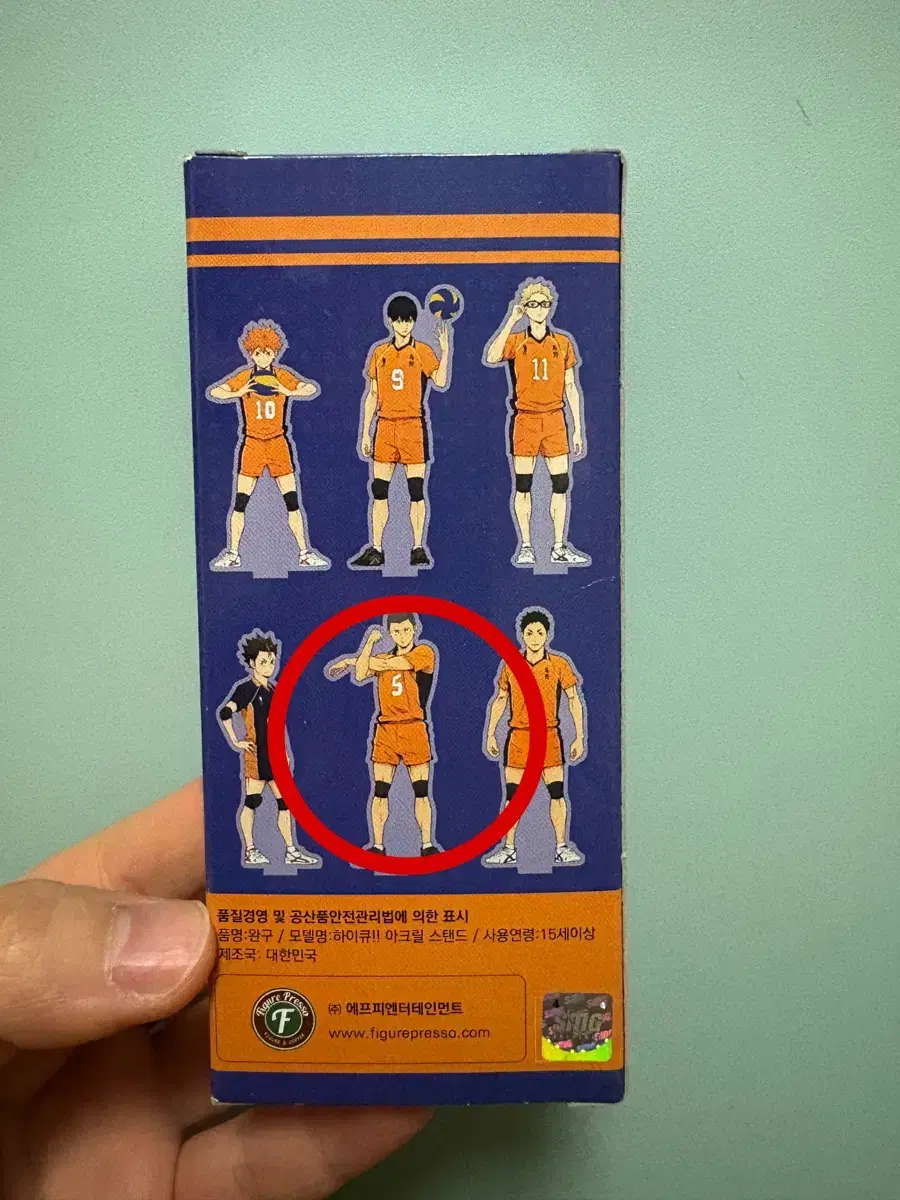 9
11
10
5
품질경영 및 공산품안전관리법에 의한 표시
품명:완구 / 모델명:하이큐!! 아크릴 스탠드 / 사용연령:15세이상
제조국: 대한민국
Figure Presso
F
㈜ 에프피엔터테인먼트
www.figurepresso.com